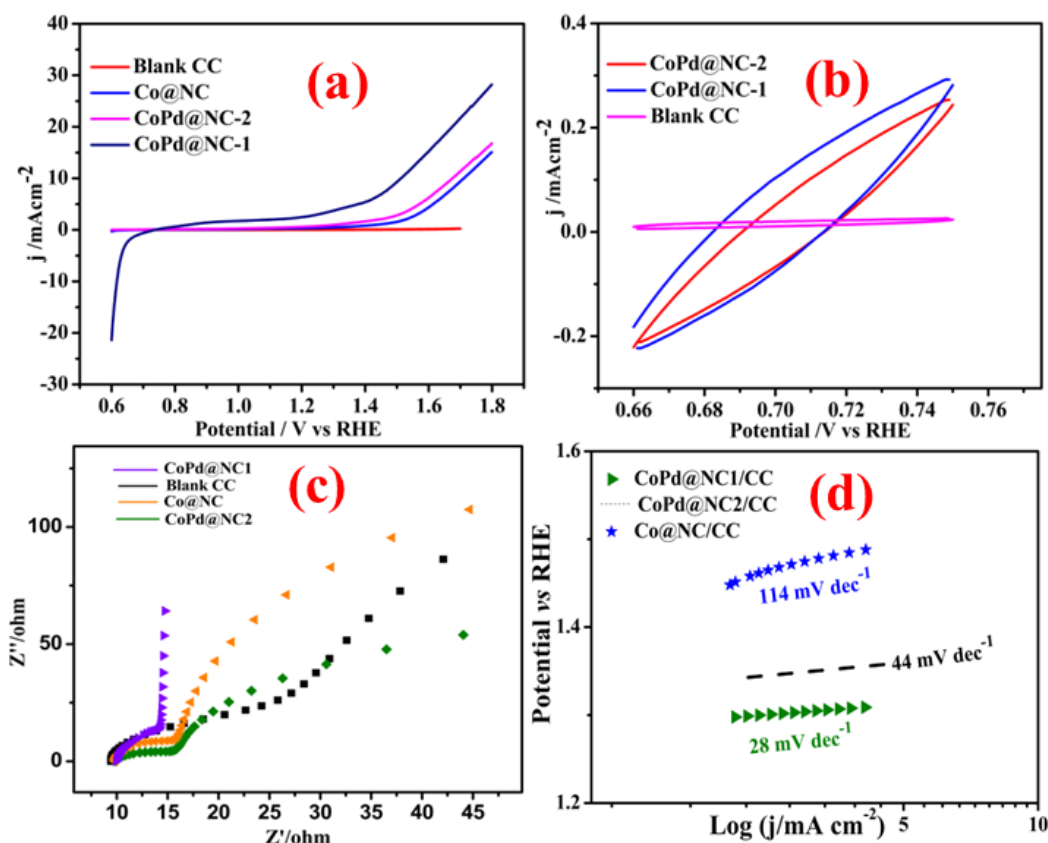 (a)
Blank CC
Co@NC
CoPd@NC-2
CoPd@NC-1
j /mAcm-2
40
30
20
10
0
-10
-20
-30
0.6 0.8 1.0 1.2 1.4 1.6 1.8
Potential / V vs RHE
(b)
CoPd@NC-2
CoPd@NC-1
Blank CC
j /mAcm-2
0.4
0.2
0.0
-0.2
0.66 0.68 0.70 0.72 0.74 0.76
Potential /V vs RHE
(c)
CoPd@NC1
Blank CC
Co@NC
CoPd@NC2
Z''/ohm
100
50
0
10 15 20 25 30 35 40 45
Z'/ohm
(d)
CoPd@NC1/CC
CoPd@NC2/CC
Co@NC/CC
Potential vs RHE
1.6
1.4
1.2
114 mV dec-1
44 mV dec-1
28 mV dec-1
5 10
Log (j/mA cm-2)